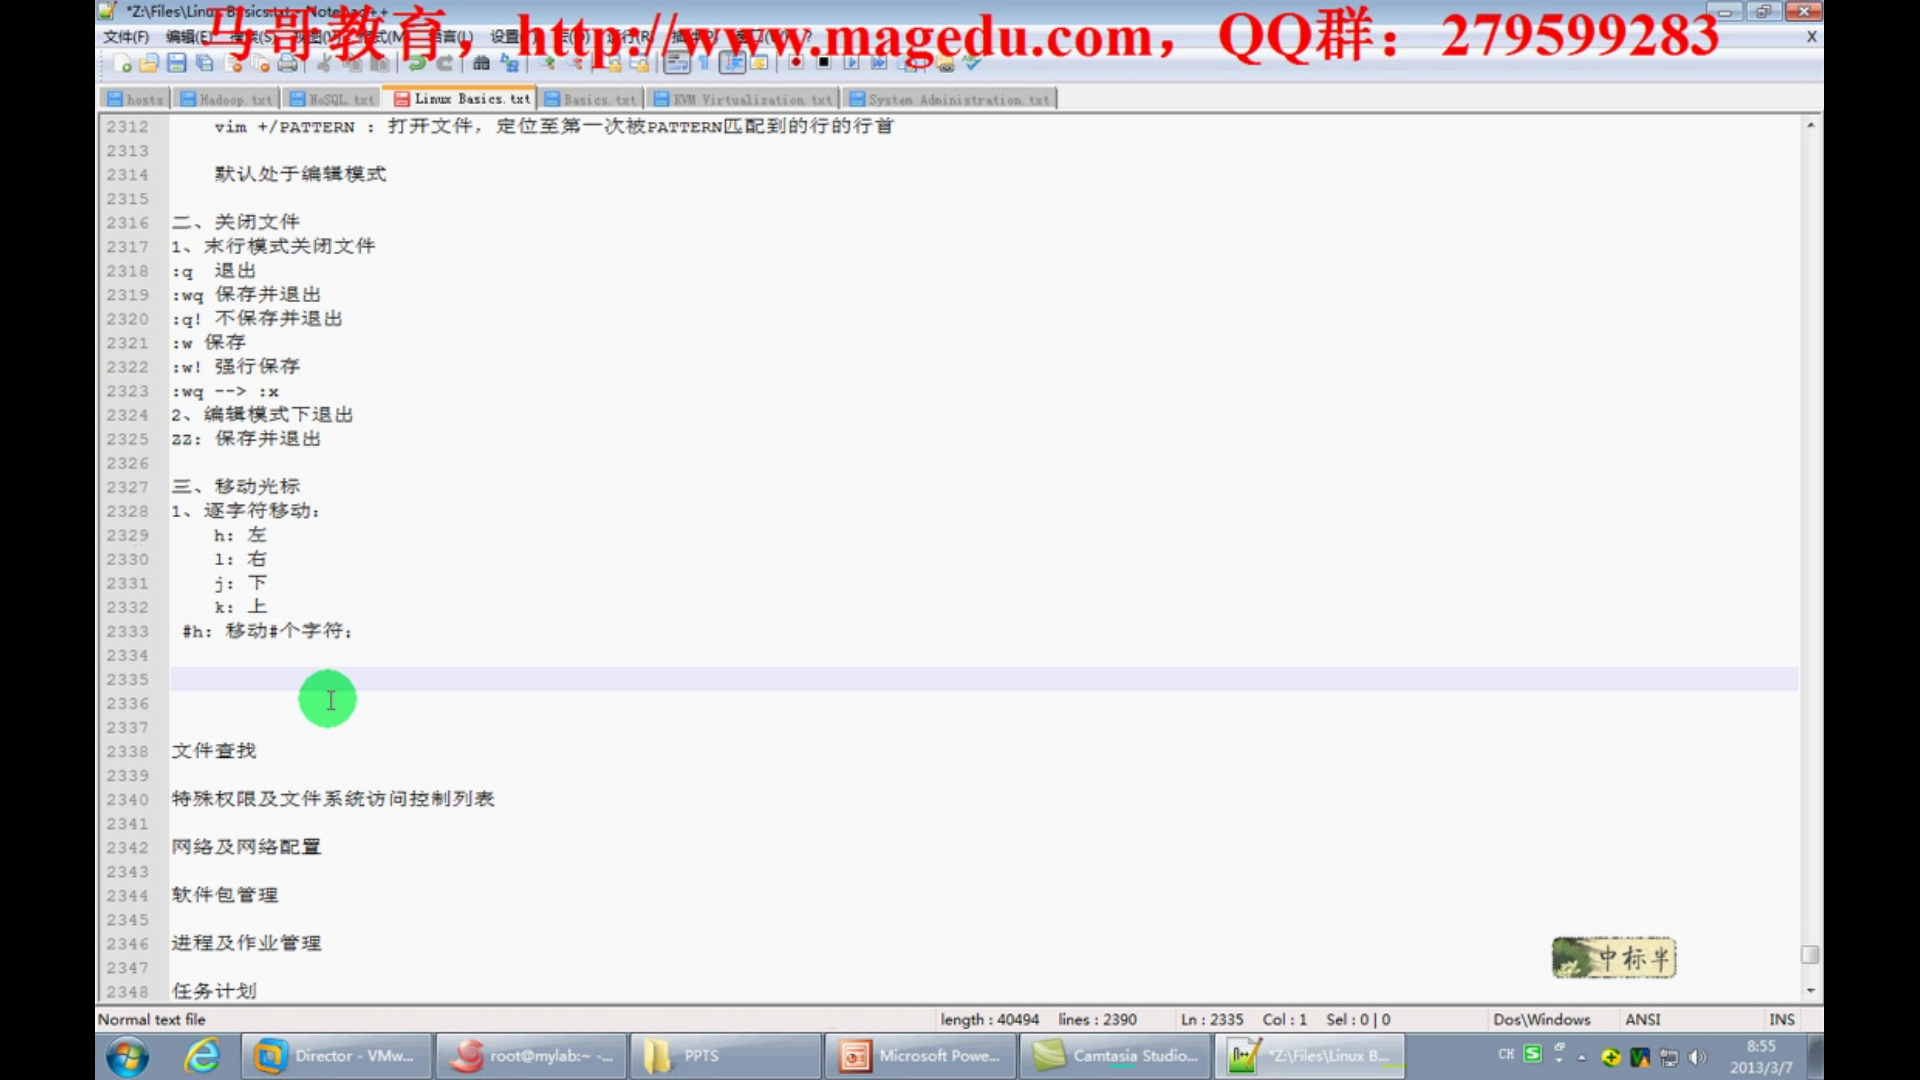 *Z:\Files\Linux Basics.txt - Notepad++
马哥教育，http://www.magedu.com，QQ群：279599283
文件(F) 编辑(E) 搜索(S) 视图(V) 格式(M) 语言(L) 设置 运行(R)
X
hosts Hadoop.txt NoSQL.txt Linux Basics.txt Basics.txt KVM Virtualization.txt System Administration.txt
2312 vim +/PATTERN : 打开文件，定位至第一次被PATTERN匹配到的行的行首
2313
2314 默认处于编辑模式
2315
2316 二、关闭文件
2317 1、末行模式关闭文件
2318 :q 退出
2319 :wq 保存并退出
2320 :q! 不保存并退出
2321 :w 保存
2322 :w! 强行保存
2323 :wq --> :x
2324 2、编辑模式下退出
2325 ZZ: 保存并退出
2326
2327 三、移动光标
2328 1、逐字符移动：
2329 h: 左
2330 l: 右
2331 j: 下
2332 k: 上
2333 #h: 移动#个字符；
2334
2335
2336
2337
2338 文件查找
2339
2340 特殊权限及文件系统访问控制列表
2341
2342 网络及网络配置
2343
2344 软件包管理
2345
2346 进程及作业管理
2347
2348 任务计划
中标半
Normal text file length : 40494 lines : 2390 Ln : 2335 Col : 1 Sel : 0 | 0 Dos\Windows ANSI INS
Director - VMw... root@mylab:~ -... PPTS Microsoft Powe... Camtasia Studio... *Z:\Files\Linux B... CH 8:55
2013/3/7